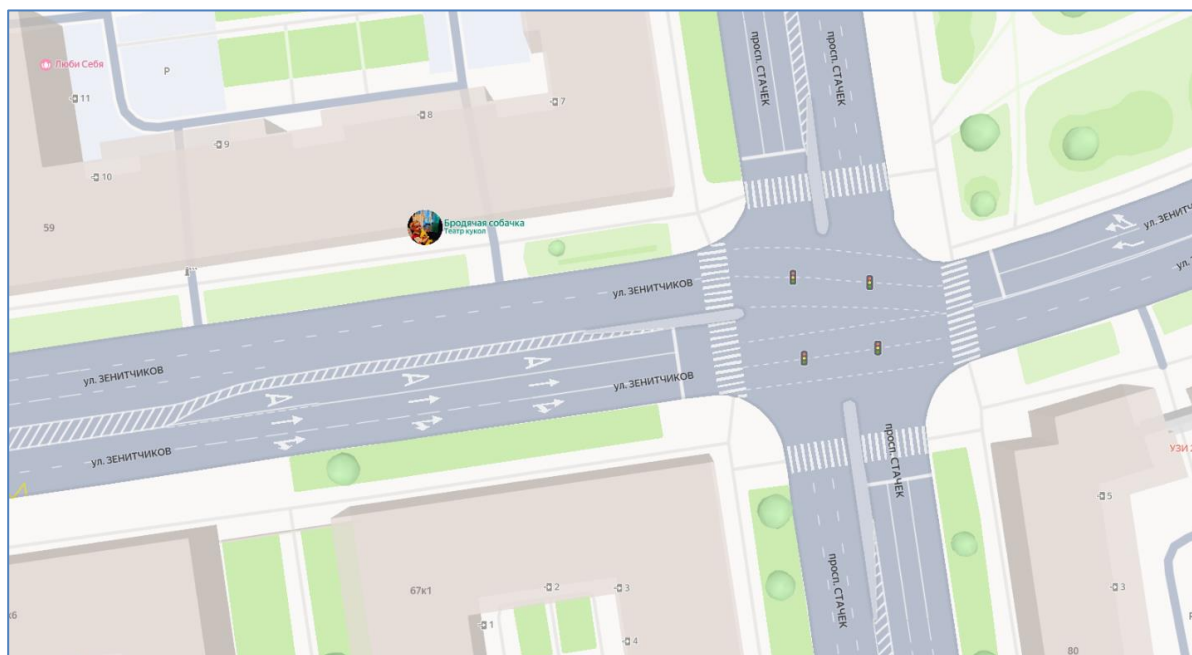 просп. СТАЧЕК
просп. СТАЧЕК
Люби Себя
P
11
7
8
9
10
59
Бродячая собачка
Театр кукол
ул. ЗЕНИТЧИКОВ
ул. ЗЕНИТЧИКОВ
ул. ЗЕНИТЧИКОВ
ул. ЗЕНИТЧИКОВ
ул. ЗЕНИТЧИКОВ
А
А
А
просп. СТАЧЕК
просп. СТАЧЕК
УЗИ
5
67к1
2
3
3
1
4
80